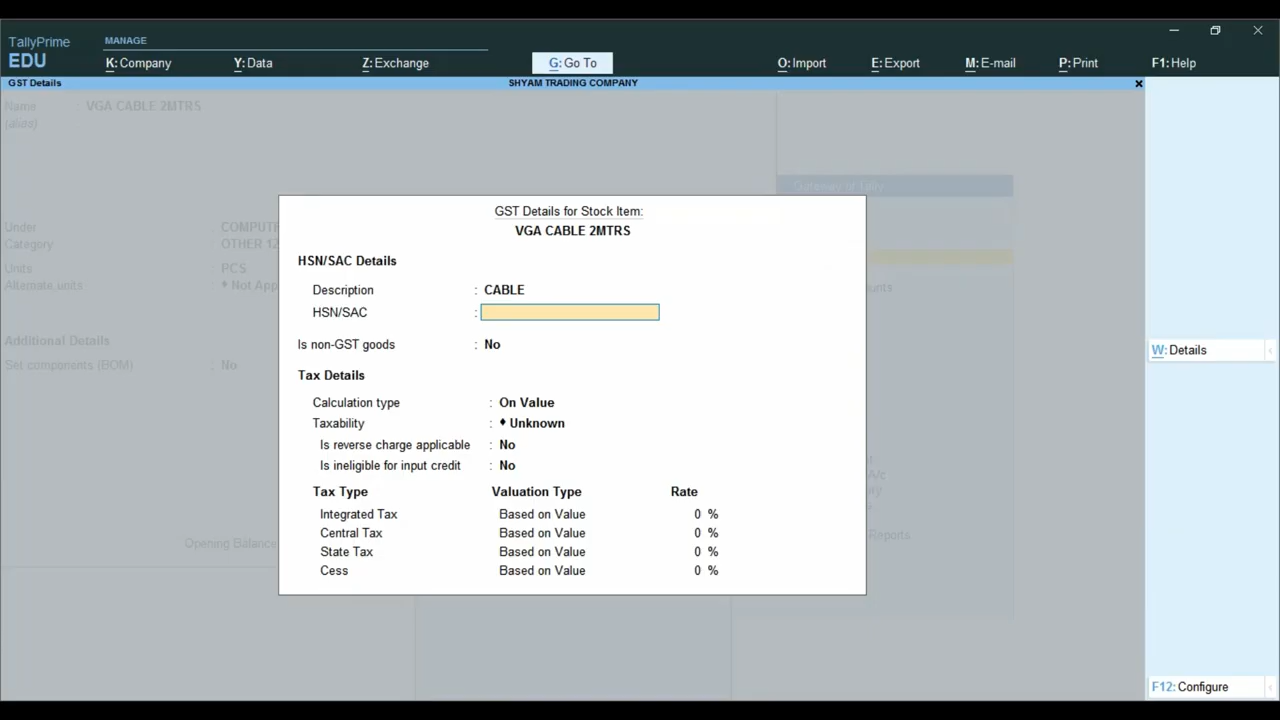 TallyPrime
EDU
MANAGE
K: Company
Y: Data
Z: Exchange
G: Go To
O: Import
E: Export
M: E-mail
P: Print
F1: Help
GST Details
SHYAM TRADING COMPANY
Name : VGA CABLE 2MTRS
(alias)
Gateway of Tally
Under :
Category : OTHER
Units : PCS
Alternate units : ♦ Not
Additional Details
Set components (BOM) : No
Opening Balance
Reports
GST Details for Stock Item:
VGA CABLE 2MTRS
HSN/SAC Details
Description : CABLE
HSN/SAC :
Is non-GST goods : No
Tax Details
Calculation type : On Value
Taxability : ♦ Unknown
Is reverse charge applicable : No
Is ineligible for input credit : No
Tax Type Valuation Type Rate
Integrated Tax Based on Value 0 %
Central Tax Based on Value 0 %
State Tax Based on Value 0 %
Cess Based on Value 0 %
W: Details
F12: Configure